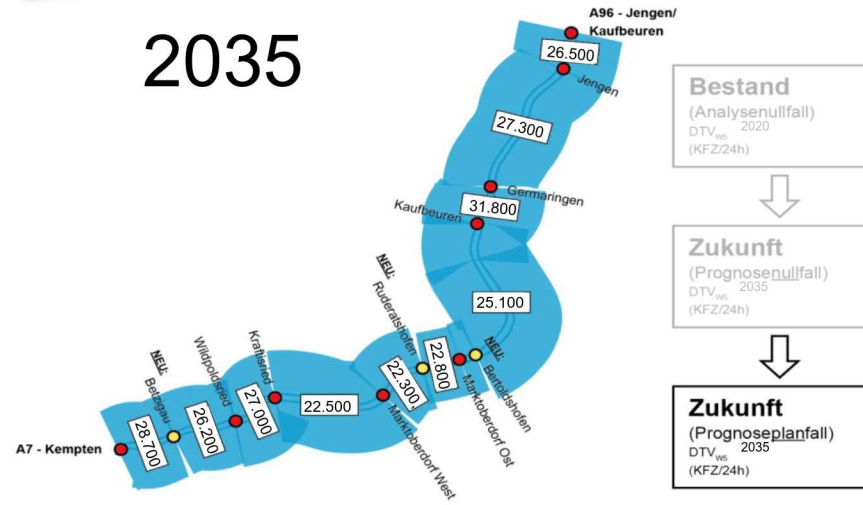 2035
A96 - Jengen/
Kaufbeuren
26.500
Jengen
27.300
Germaringen
31.800
Kaufbeuren
25.100
NEU:
Ruderatshofen
NEU:
Bertoldshofen
22.800
Marktoberdorf Ost
22.300
Marktoberdorf West
22.500
Kraftisried
27.000
Wildpoldsried
26.200
NEU:
Betzigau
28.700
A7 - Kempten
Bestand
(Analysenullfall)
DTVW5 2020
(KFZ/24h)
Zukunft
(Prognosenullfall)
DTVW5 2035
(KFZ/24h)
Zukunft
(Prognoseplanfall)
DTVW5 2035
(KFZ/24h)